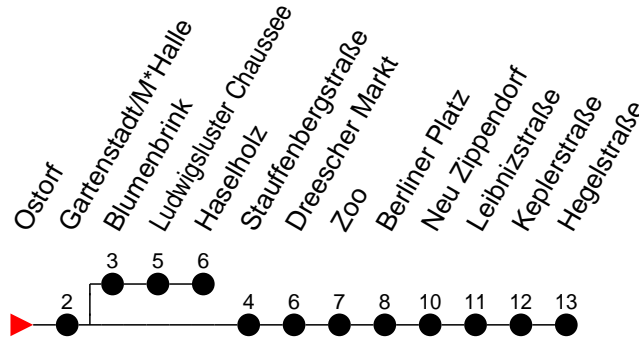 Ostorf
Gartenstadt/M*Halle
Blumenbrink
Ludwigsluster Chaussee
Haselholz
Stauffenbergstraße
Dreescher Markt
Zoo
Berliner Platz
Neu Zippendorf
Leibnizstraße
Keplerstraße
Hegelstraße
3 5 6
2 4 6 7 8 10 11 12 13